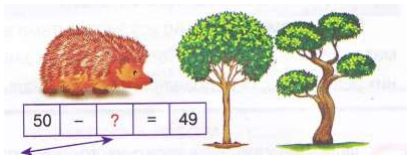 50 – ? = 49